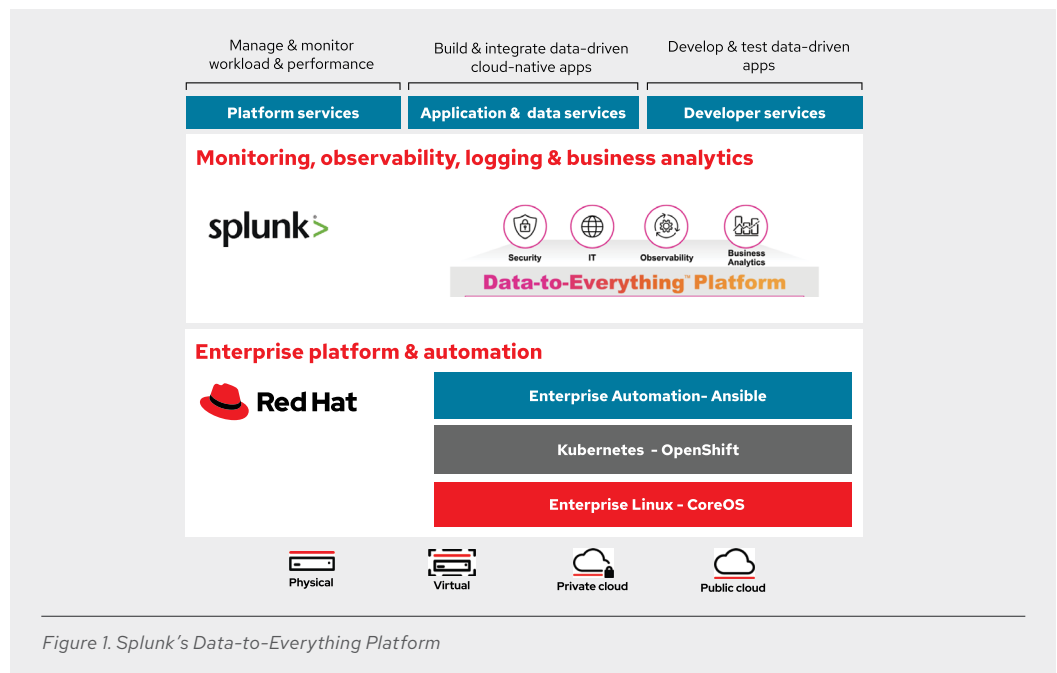 Manage & monitor
workload & performance
Build & integrate data-driven
cloud-native apps
Develop & test data-driven
apps
Platform services
Application & data services
Developer services
Monitoring, observability, logging & business analytics
splunk>
Security
IT
Observability
Business
Analytics
Data-to-Everything™ Platform
Enterprise platform & automation
Red Hat
Enterprise Automation- Ansible
Kubernetes - OpenShift
Enterprise Linux - CoreOS
Physical
Virtual
Private cloud
Public cloud
Figure 1. Splunk's Data-to-Everything Platform